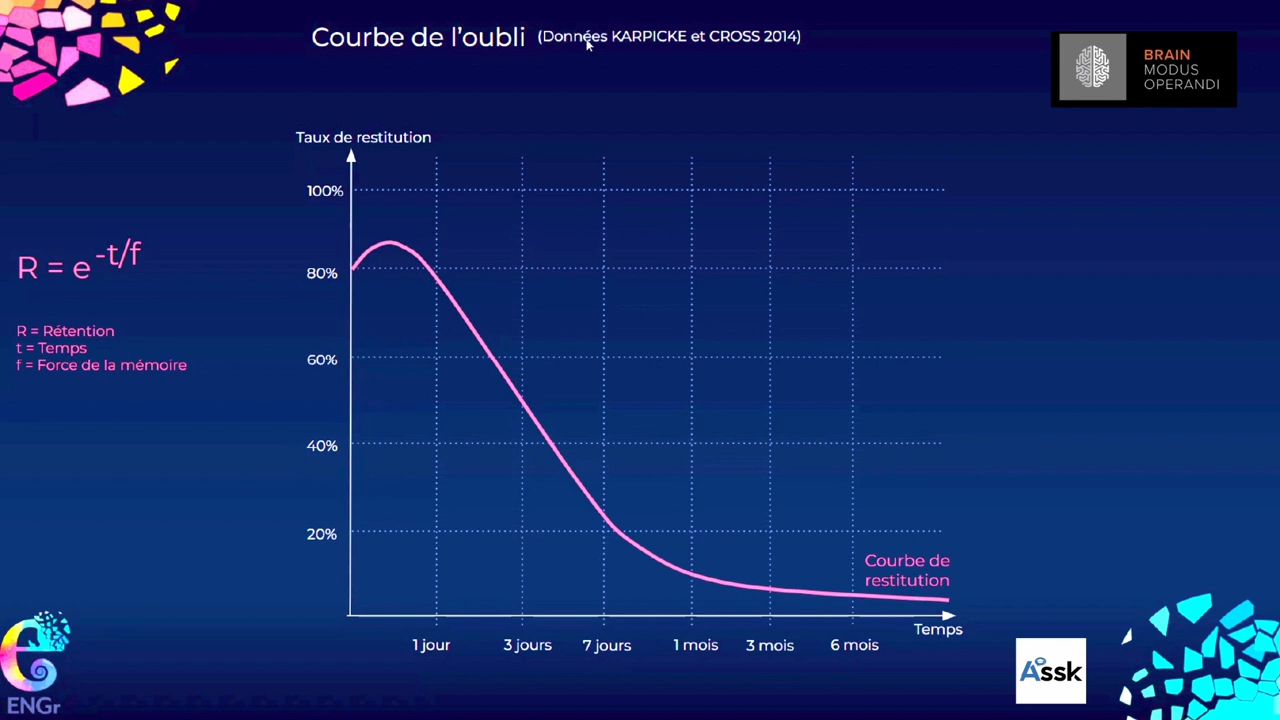 Courbe de l'oubli (Données KARPICKE et CROSS 2014)
BRAIN
MODUS
OPERANDI
Taux de restitution
100%
80%
60%
40%
20%
R = e^-t/f
R = Rétention
t = Temps
f = Force de la mémoire
Courbe de
restitution
Temps
1 jour 3 jours 7 jours 1 mois 3 mois 6 mois
ENGr
Assk